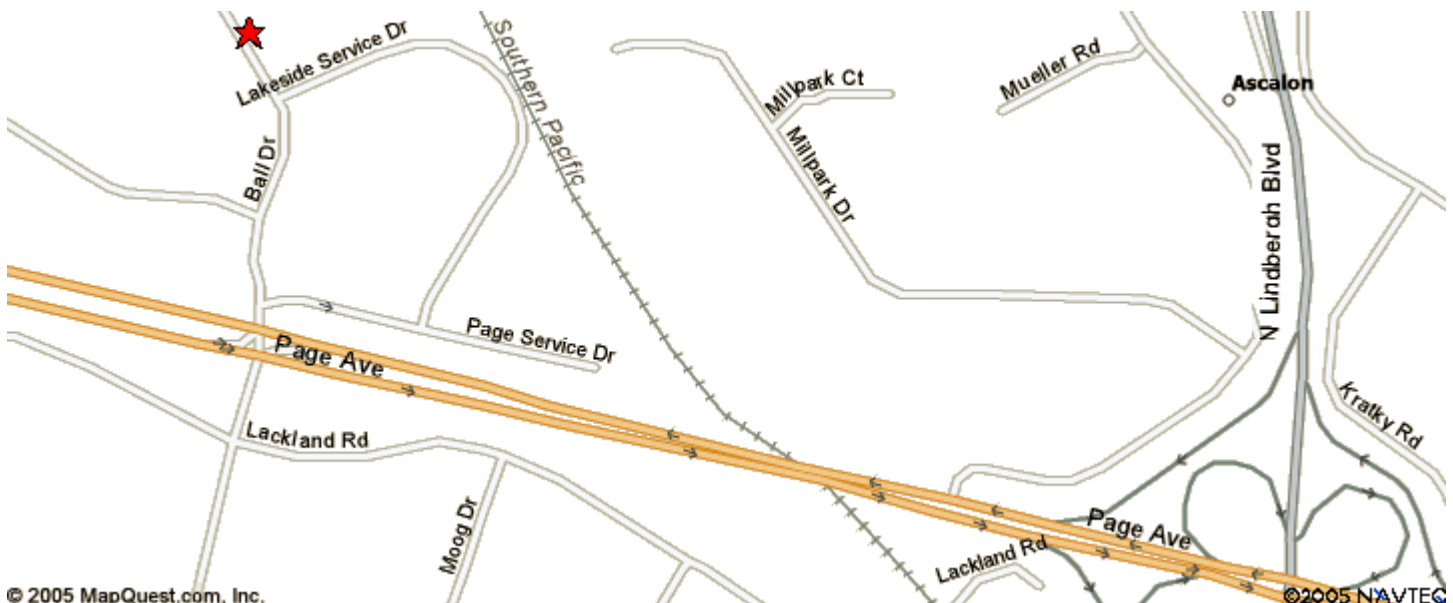 Lakeside Service Dr
Southern Pacific
Millpark Ct
Mueller Rd
Ascalon
Ball Dr
Millpark Dr
N Lindbergh Blvd
Page Service Dr
Page Ave
Kratky Rd
Lackland Rd
Moog Dr
Page Ave
Lackland Rd
© 2005 MapQuest.com, Inc.
©2005 NAVTEQ